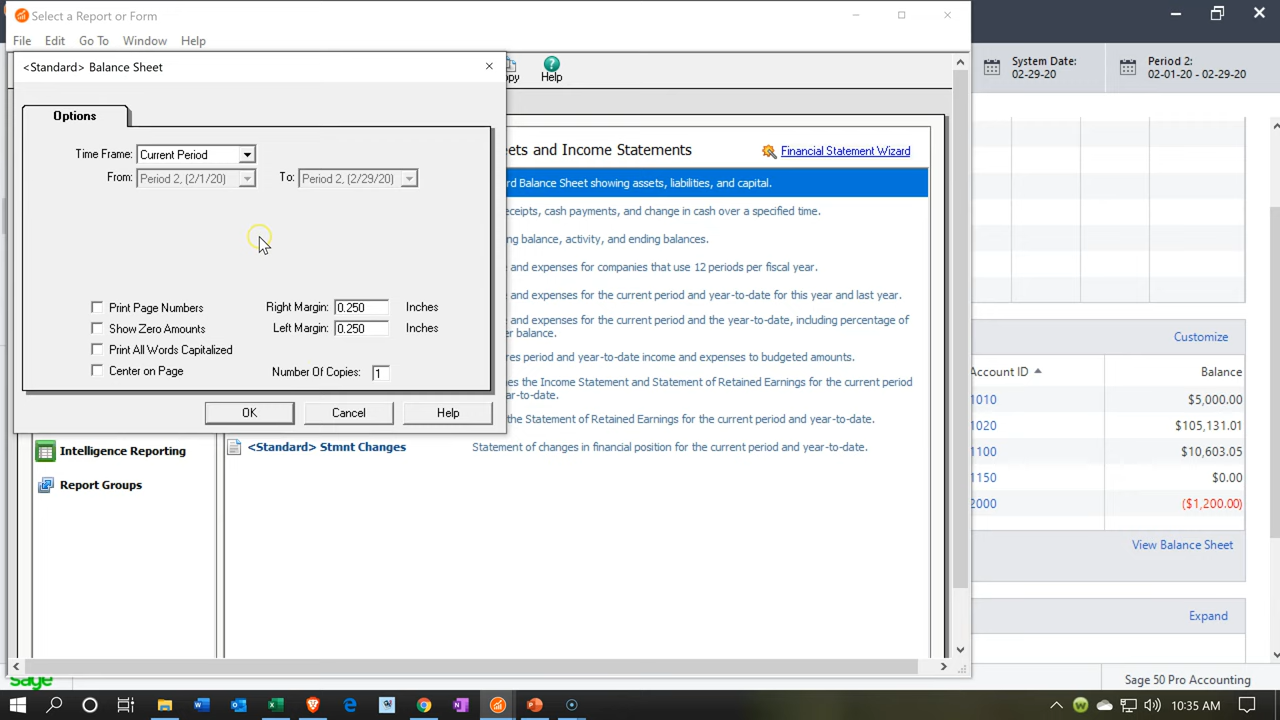 Select a Report or Form
File Edit Go To Window Help
System Date:
02-29-20
Period 2:
02-01-20 - 02-29-20
<Standard> Balance Sheet
Help
Options
Time Frame: Current Period
From: Period 2, (2/1/20) To: Period 2, (2/29/20)
Print Page Numbers
Show Zero Amounts
Print All Words Capitalized
Center on Page
Right Margin: 0.250 Inches
Left Margin: 0.250 Inches
Number Of Copies: 1
OK Cancel Help
and Income Statements
Financial Statement Wizard
Balance Sheet showing assets, liabilities, and capital.
receipts, cash payments, and change in cash over a specified time.
balance, activity, and ending balances.
and expenses for companies that use 12 periods per fiscal year.
and expenses for the current period and year-to-date for this year and last year.
and expenses for the current period and the year-to-date, including percentage of
balance.
period and year-to-date income and expenses to budgeted amounts.
the Income Statement and Statement of Retained Earnings for the current period
the Statement of Retained Earnings for the current period and year-to-date.
<Standard> Stmnt Changes Statement of changes in financial position for the current period and year-to-date.
Intelligence Reporting
Report Groups
Customize
Account ID Balance
1010 $5,000.00
1020 $105,131.01
1100 $10,603.05
1150 $0.00
2000 ($1,200.00)
View Balance Sheet
Expand
sage
Sage 50 Pro Accounting
10:35 AM